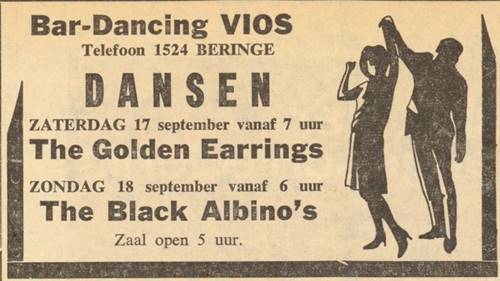 Bar-Dancing VIOS
Telefoon 1524 BERINGE
DANSEN
ZATERDAG 17 september vanaf 7 uur
The Golden Earrings
ZONDAG 18 september vanaf 6 uur
The Black Albino's
Zaal open 5 uur.